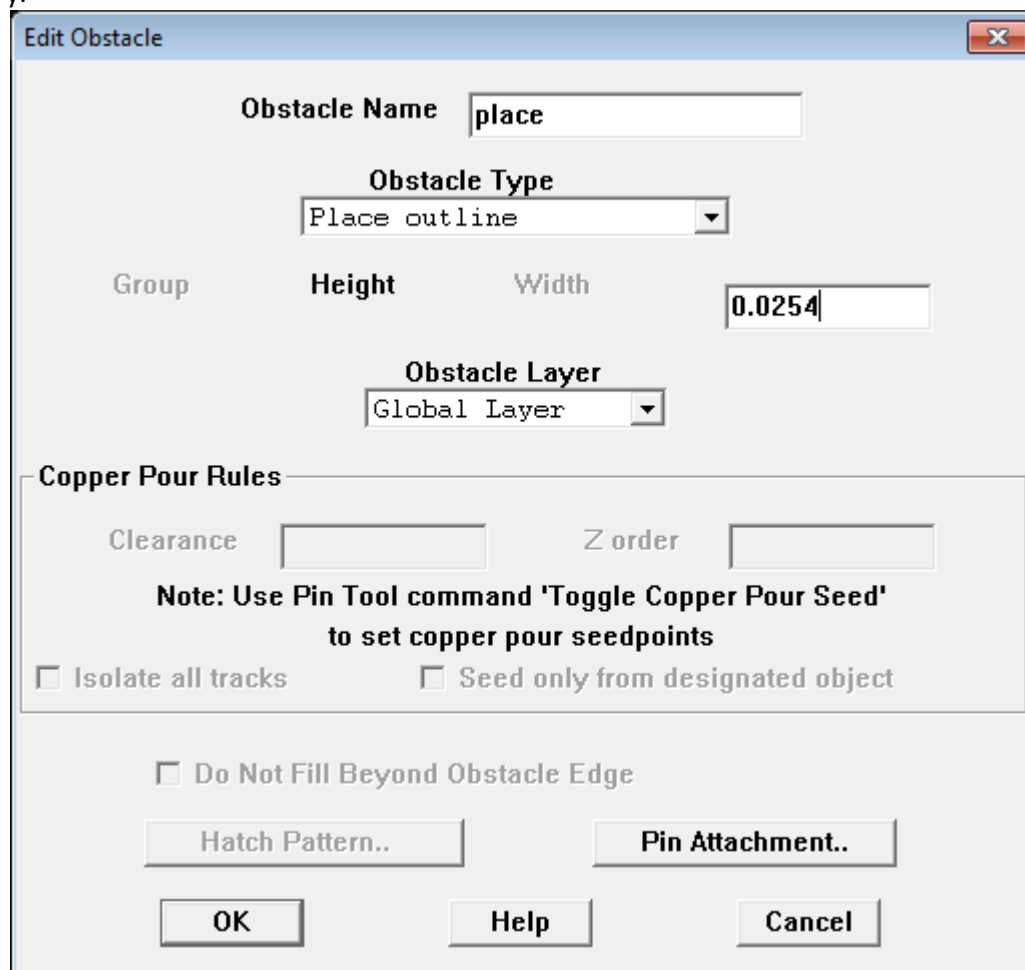 y.
Edit Obstacle
Obstacle Name place
Obstacle Type
Place outline
Group Height Width 0.0254
Obstacle Layer
Global Layer
Copper Pour Rules
Clearance Z order
Note: Use Pin Tool command 'Toggle Copper Pour Seed'
to set copper pour seedpoints
Isolate all tracks Seed only from designated object
Do Not Fill Beyond Obstacle Edge
Hatch Pattern.. Pin Attachment..
OK Help Cancel